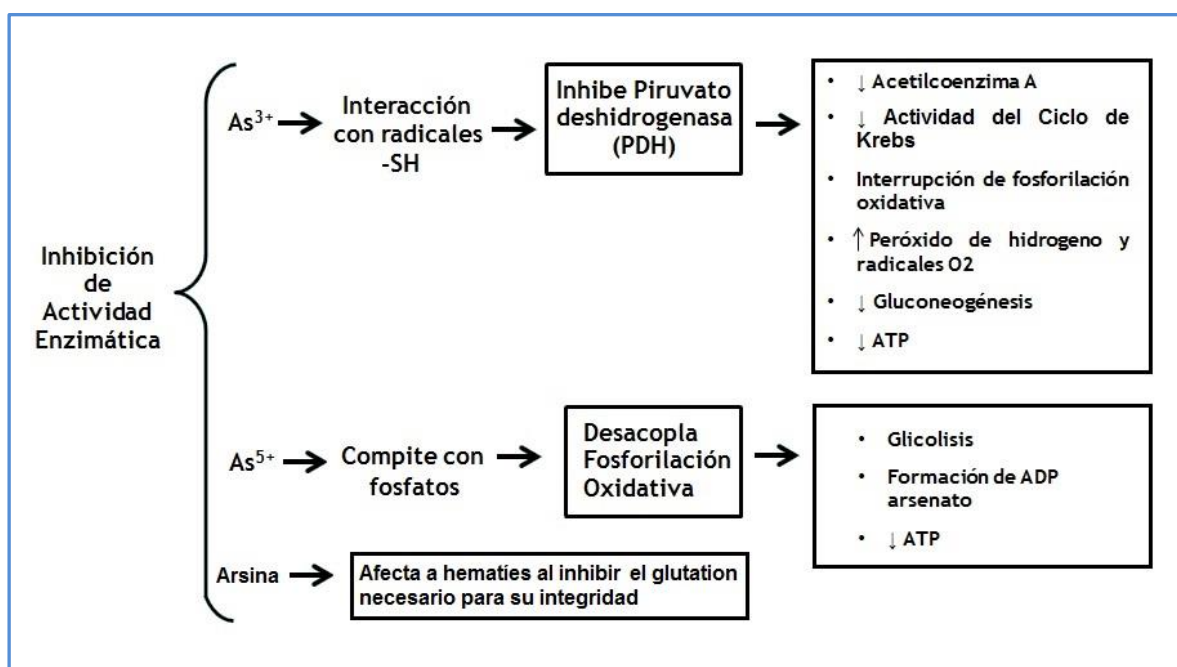 Inhibición
de
Actividad
Enzimática
As³⁺
Interacción
con radicales
-SH
Inhibe Piruvato
deshidrogenasa
(PDH)
• ↓ Acetilcoenzima A
• ↓ Actividad del Ciclo de
Krebs
• Interrupción de fosforilación
oxidativa
• ↑ Peróxido de hidrogeno y
radicales O2
• ↓ Gluconeogénesis
• ↓ ATP
As⁵⁺
Compite con
fosfatos
Desacopla
Fosforilación
Oxidativa
• Glicolisis
• Formación de ADP
arsenato
• ↓ ATP
Arsina
Afecta a hematíes al inhibir el glutation
necesario para su integridad